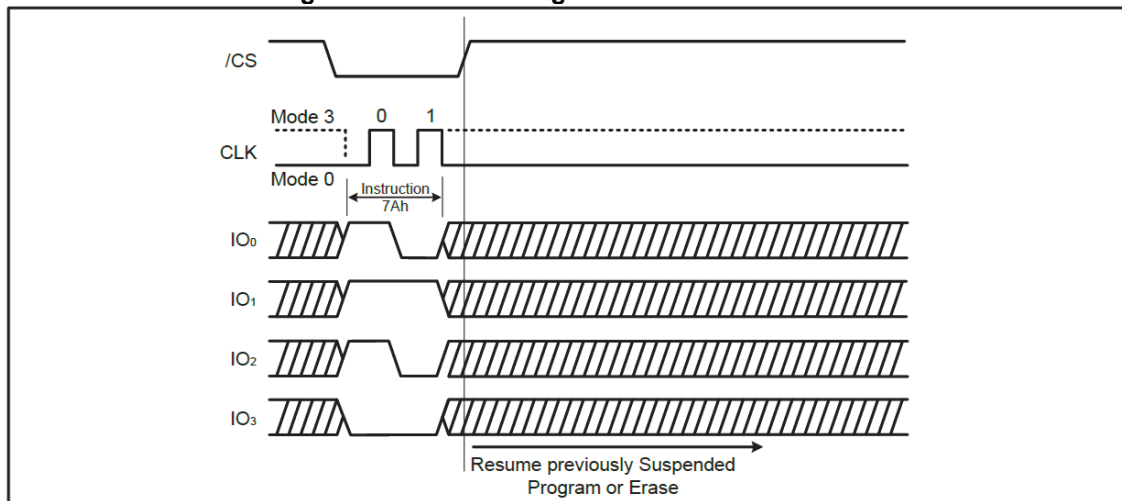 /CS
Mode 3 0 1
CLK
Mode 0
Instruction
7Ah
IO0
IO1
IO2
IO3
Resume previously Suspended
Program or Erase